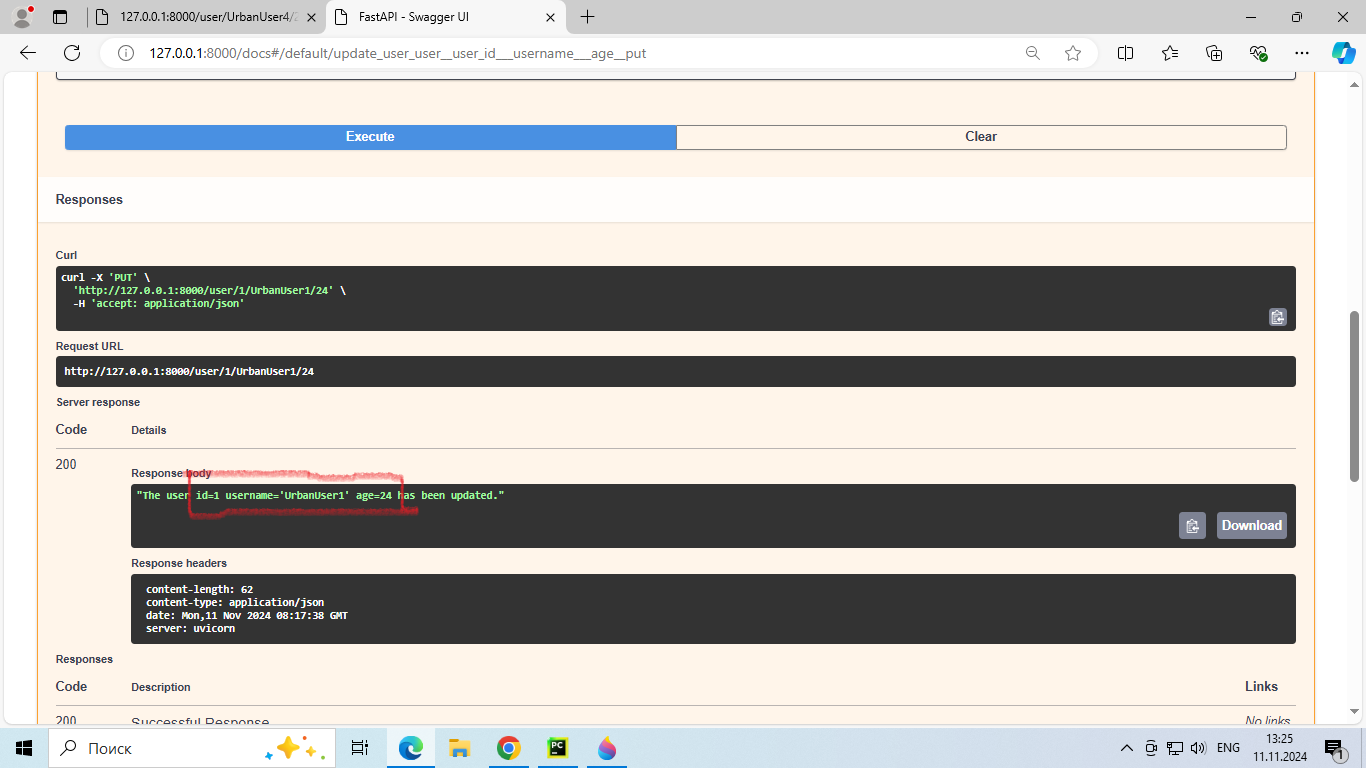 127.0.0.1:8000/user/UrbanUser4/2
FastAPI - Swagger UI
127.0.0.1:8000/docs#/default/update_user_user__user_id___username___age__put
Execute
Clear
Responses
Curl
curl -X 'PUT' \
'http://127.0.0.1:8000/user/1/UrbanUser1/24' \
-H 'accept: application/json'
Request URL
http://127.0.0.1:8000/user/1/UrbanUser1/24
Server response
Code Details
200
Response body
"The user id=1 username='UrbanUser1' age=24 has been updated."
Download
Response headers
content-length: 62
content-type: application/json
date: Mon,11 Nov 2024 08:17:38 GMT
server: uvicorn
Responses
Code Description Links
200 Successful Response No links
Поиск
PC
ENG
13:25
11.11.2024
1